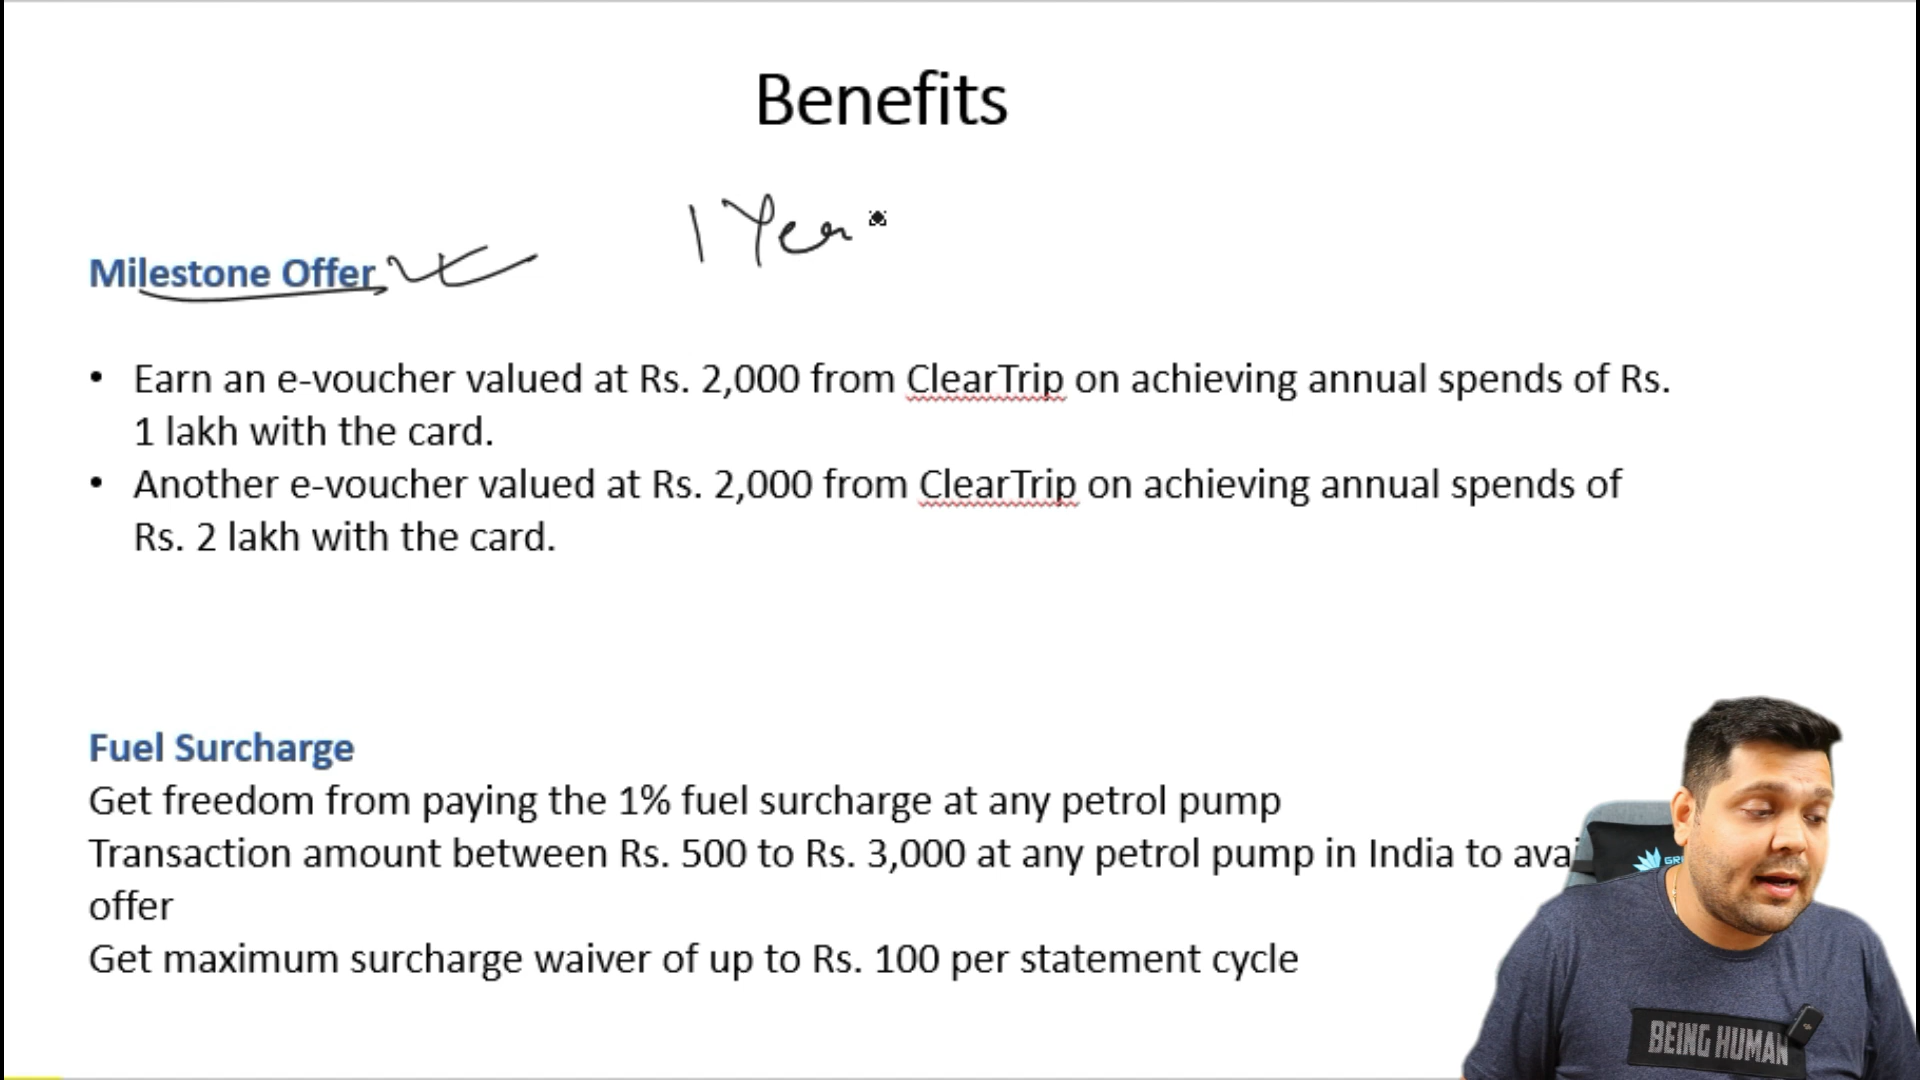 Benefits
1 Year
Milestone Offer
• Earn an e-voucher valued at Rs. 2,000 from ClearTrip on achieving annual spends of Rs.
1 lakh with the card.
• Another e-voucher valued at Rs. 2,000 from ClearTrip on achieving annual spends of
Rs. 2 lakh with the card.
Fuel Surcharge
Get freedom from paying the 1% fuel surcharge at any petrol pump
Transaction amount between Rs. 500 to Rs. 3,000 at any petrol pump in India to
offer
Get maximum surcharge waiver of up to Rs. 100 per statement cycle
BEING HUMAN